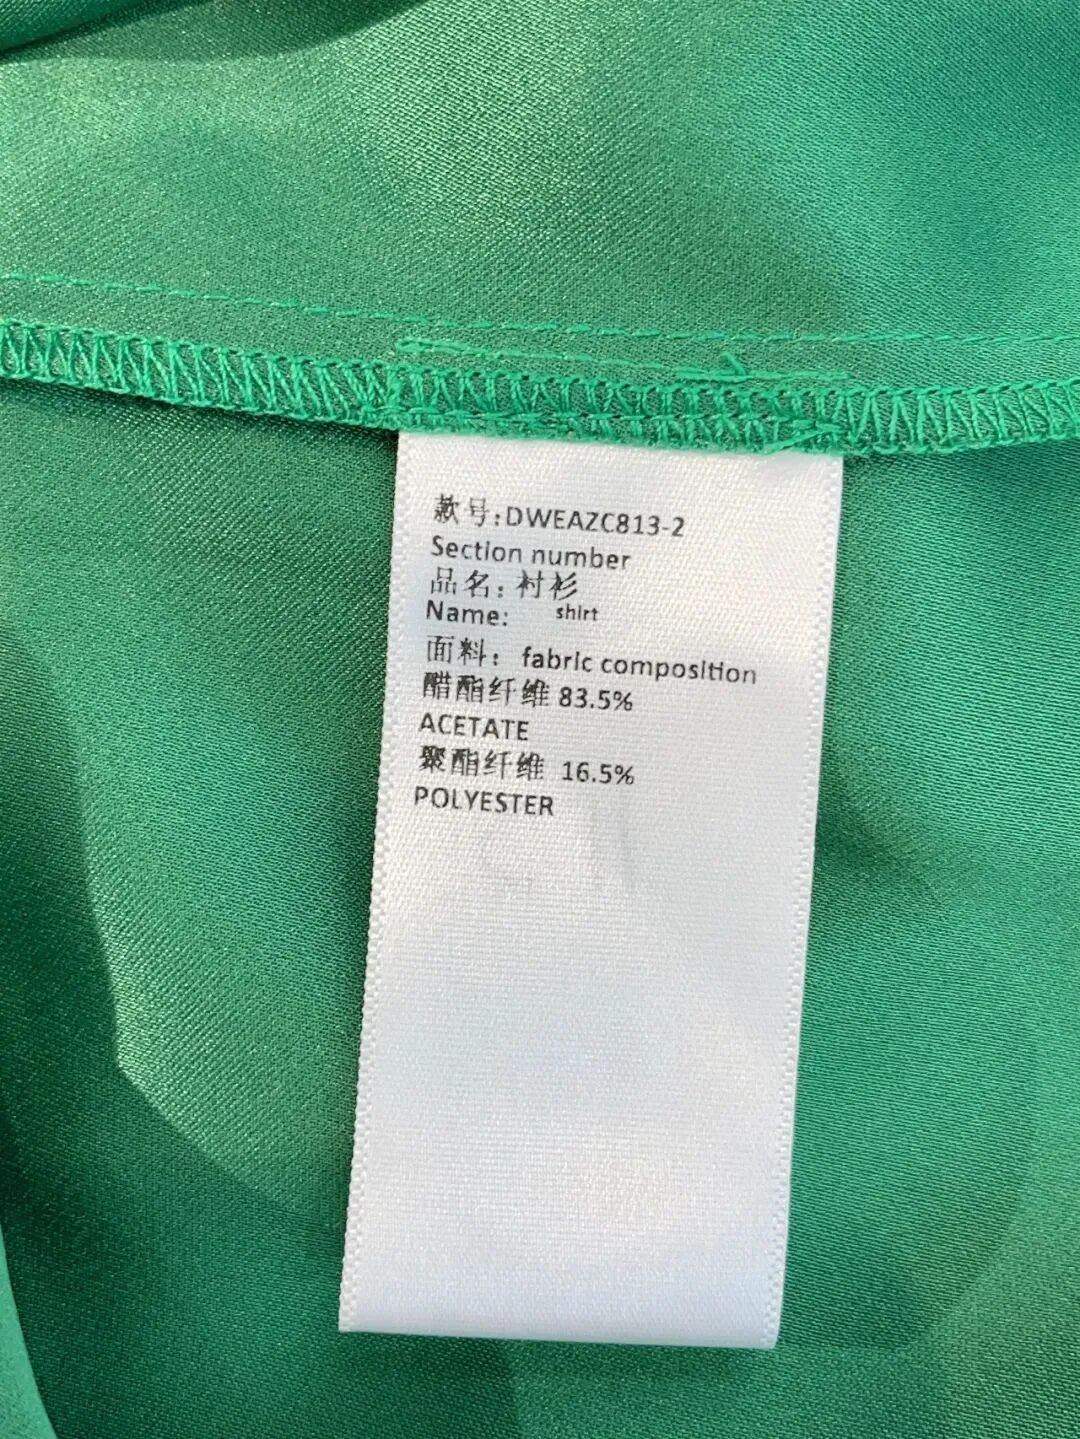 款号:DWEAZC813-2
Section number
品名: 衬衫
Name: shirt
面料: fabric composition
醋酯纤维 83.5%
ACETATE
聚酯纤维 16.5%
POLYESTER